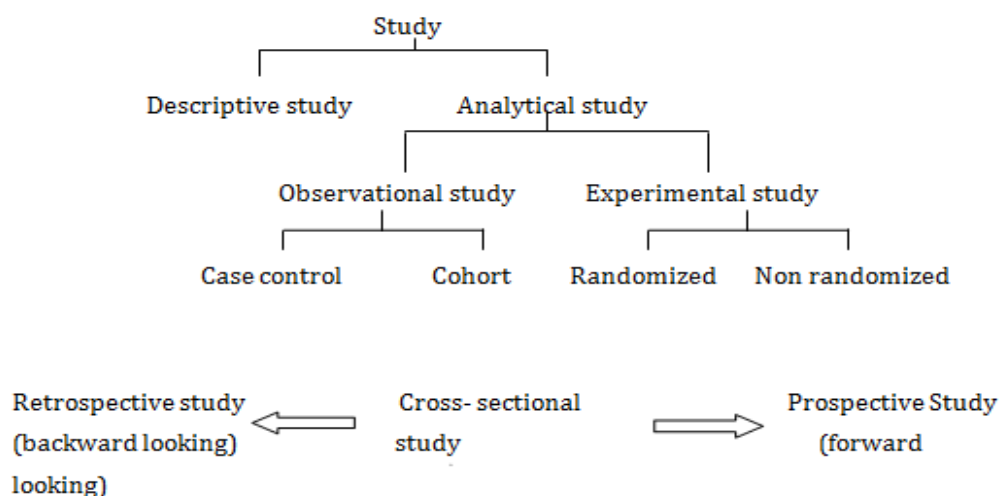 Study
Descriptive study Analytical study
Observational study Experimental study
Case control Cohort Randomized Non randomized
Retrospective study Cross- sectional Prospective Study
(backward looking) study (forward
looking)